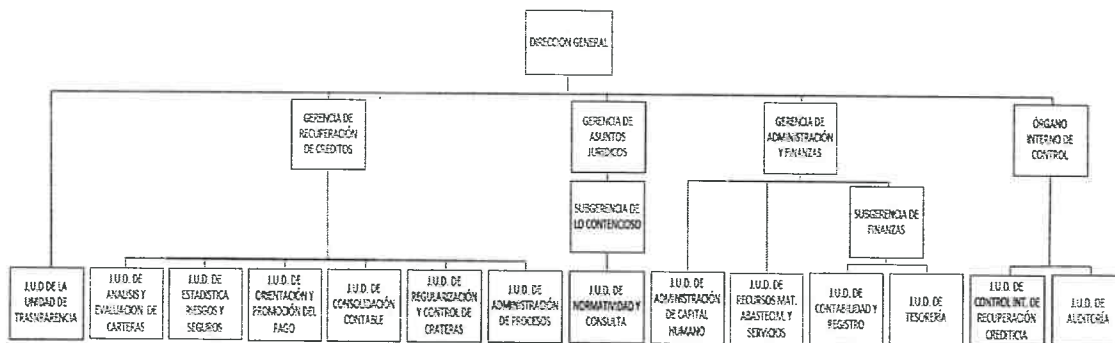 DIRECCION GENERAL
GERENCIA DE
RECUPERACIÓN
DE CREDITOS
GERENCIA DE
ASUNTOS
JURIDICOS
GERENCIA DE
ADMINISTRACIÓN
Y FINANZAS
ÓRGANO
INTERNO DE
CONTROL
SUBGERENCIA DE
LO CONTENCIOSO
SUBGERENCIA DE
FINANZAS
J.U.D DE LA
UNIDAD DE
TRASNPARENCIA
J.U.D. DE
ANALISIS Y
EVALUACION DE
CARTERAS
J.U.D. DE
ESTADISTICA
RIESGOS Y
SEGUROS
J.U.D. DE
ORIENTACIÓN Y
PROMOCIÓN DEL
PAGO
J.U.D. DE
CONSOLIDACIÓN
CONTABLE
J.U.D. DE
REGULARIZACIÓN
Y CONTROL DE
CRATERAS
J.U.D. DE
ADMINISTRACIÓN
DE PROCESOS
J.U.D. DE
NORMATIVIDAD Y
CONSULTA
J.U.D. DE
ADMINISTRACIÓN
DE CAPITAL
HUMANO
J.U.D. DE
RECURSOS MAT.
ABASTECIM. Y
SERVICIOS
J.U.D. DE
CONTABILIDAD Y
REGISTRO
J.U.D. DE
TESORERÍA
J.U.D. DE
CONTROL INT. DE
RECUPERACIÓN
CREDITICIA
J.U.D. DE
AUDITORÍA